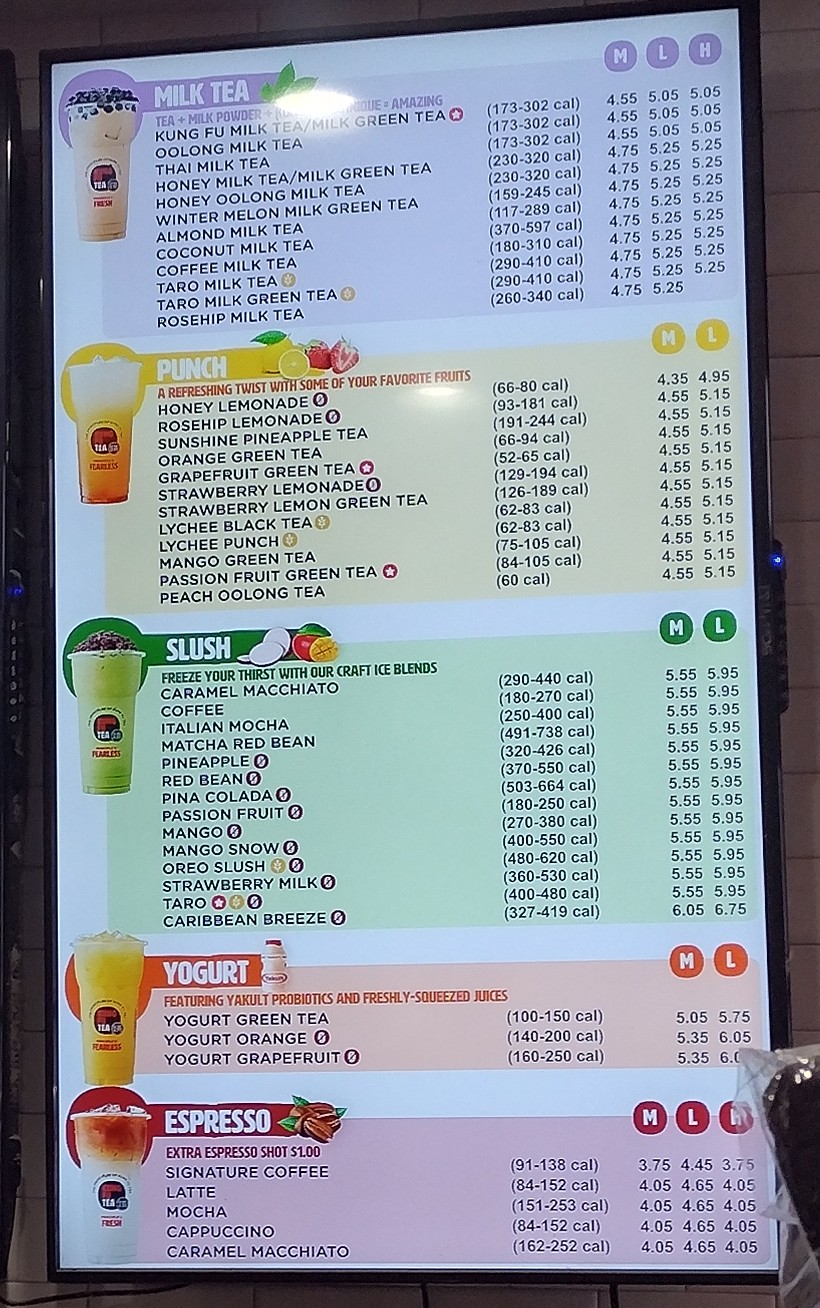 M L H
MILK TEA
TEA + MILK POWDER + = AMAZING
KUNG FU MILK TEA/MILK GREEN TEA (173-302 cal) 4.55 5.05 5.05
OOLONG MILK TEA (173-302 cal) 4.55 5.05 5.05
THAI MILK TEA (173-302 cal) 4.55 5.05 5.05
HONEY MILK TEA/MILK GREEN TEA (230-320 cal) 4.75 5.25 5.25
HONEY OOLONG MILK TEA (230-320 cal) 4.75 5.25 5.25
WINTER MELON MILK GREEN TEA (159-245 cal) 4.75 5.25 5.25
ALMOND MILK TEA (117-289 cal) 4.75 5.25 5.25
COCONUT MILK TEA (370-597 cal) 4.75 5.25 5.25
COFFEE MILK TEA (180-310 cal) 4.75 5.25 5.25
TARO MILK TEA (290-410 cal) 4.75 5.25 5.25
TARO MILK GREEN TEA (290-410 cal) 4.75 5.25 5.25
ROSEHIP MILK TEA (260-340 cal) 4.75 5.25
M L
PUNCH
A REFRESHING TWIST WITH SOME OF YOUR FAVORITE FRUITS
HONEY LEMONADE (66-80 cal) 4.35 4.95
ROSEHIP LEMONADE (93-181 cal) 4.55 5.15
SUNSHINE PINEAPPLE TEA (191-244 cal) 4.55 5.15
ORANGE GREEN TEA (66-94 cal) 4.55 5.15
GRAPEFRUIT GREEN TEA (52-65 cal) 4.55 5.15
STRAWBERRY LEMONADE (129-194 cal) 4.55 5.15
STRAWBERRY LEMON GREEN TEA (126-189 cal) 4.55 5.15
LYCHEE BLACK TEA (62-83 cal) 4.55 5.15
LYCHEE PUNCH (62-83 cal) 4.55 5.15
MANGO GREEN TEA (75-105 cal) 4.55 5.15
PASSION FRUIT GREEN TEA (84-105 cal) 4.55 5.15
PEACH OOLONG TEA (60 cal) 4.55 5.15
M L
SLUSH
FREEZE YOUR THIRST WITH OUR CRAFT ICE BLENDS
CARAMEL MACCHIATO (290-440 cal) 5.55 5.95
COFFEE (180-270 cal) 5.55 5.95
ITALIAN MOCHA (250-400 cal) 5.55 5.95
MATCHA RED BEAN (491-738 cal) 5.55 5.95
PINEAPPLE (320-426 cal) 5.55 5.95
RED BEAN (370-550 cal) 5.55 5.95
PINA COLADA (503-664 cal) 5.55 5.95
PASSION FRUIT (180-250 cal) 5.55 5.95
MANGO (270-380 cal) 5.55 5.95
MANGO SNOW (400-550 cal) 5.55 5.95
OREO SLUSH (480-620 cal) 5.55 5.95
STRAWBERRY MILK (360-530 cal) 5.55 5.95
TARO (400-480 cal) 5.55 5.95
CARIBBEAN BREEZE (327-419 cal) 6.05 6.75
M L
YOGURT
FEATURING YAKULT PROBIOTICS AND FRESHLY-SQUEEZED JUICES
YOGURT GREEN TEA (100-150 cal) 5.05 5.75
YOGURT ORANGE (140-200 cal) 5.35 6.05
YOGURT GRAPEFRUIT (160-250 cal) 5.35
M L H
ESPRESSO
EXTRA ESPRESSO SHOT $1.00
SIGNATURE COFFEE (91-138 cal) 3.75 4.45 3.75
LATTE (84-152 cal) 4.05 4.65 4.05
MOCHA (151-253 cal) 4.05 4.65 4.05
CAPPUCCINO (84-152 cal) 4.05 4.65 4.05
CARAMEL MACCHIATO (162-252 cal) 4.05 4.65 4.05
TEA
FRESH
TEA
FEARLESS
TEA
FEARLESS
TEA
FEARLESS
TEA
FRESH
Yakult